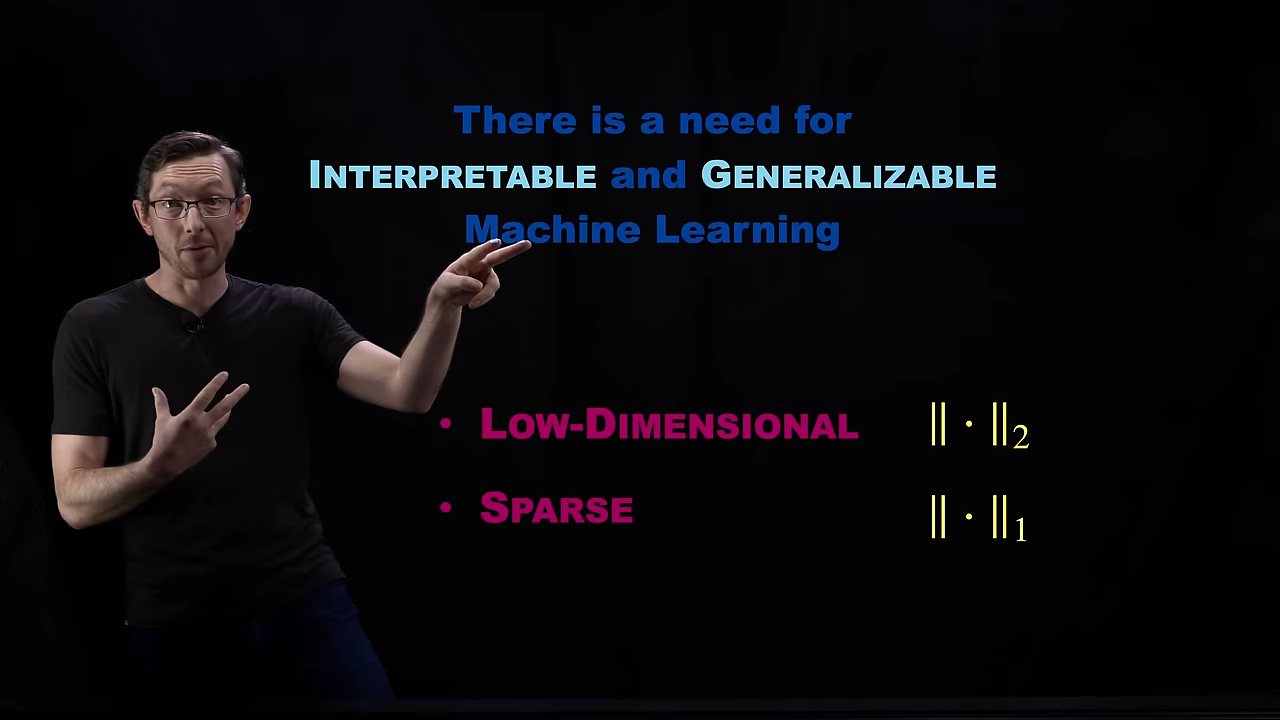 There is a need for
INTERPRETABLE and GENERALIZABLE
Machine Learning
• LOW-DIMENSIONAL ‖ · ‖₂
• SPARSE ‖ · ‖₁